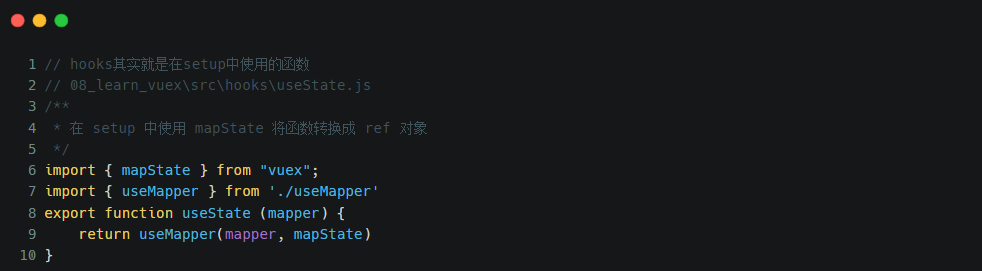 1 // hooks其实就是在setup中使用的函数
2 // 08_learn_vuex\src\hooks\useState.js
3 /**
4  * 在 setup 中使用 mapState 将函数转换成 ref 对象
5  */
6 import { mapState } from "vuex";
7 import { useMapper } from './useMapper'
8 export function useState (mapper) {
9     return useMapper(mapper, mapState)
10 }